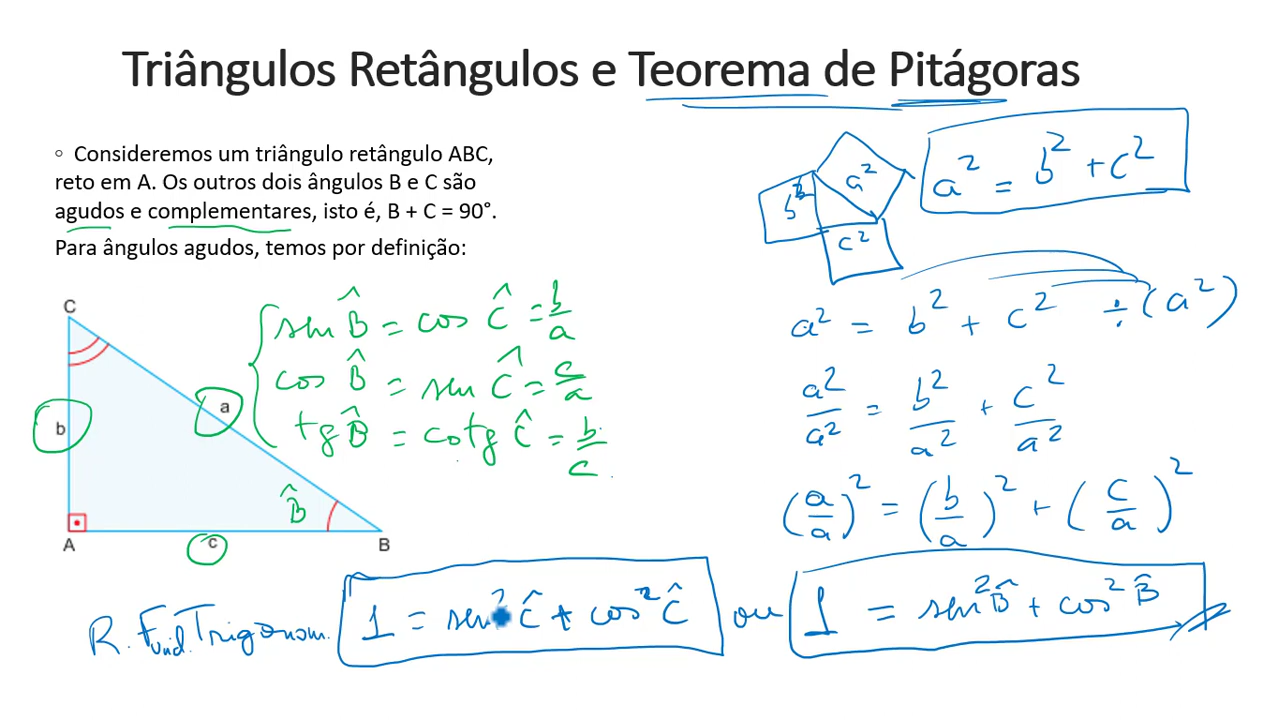 Triângulos Retângulos e Teorema de Pitágoras
◦ Consideremos um triângulo retângulo ABC,
reto em A. Os outros dois ângulos B e C são
agudos e complementares, isto é, B + C = 90°.
Para ângulos agudos, temos por definição:
b² a² c²
a² = b² + c²
C
b
a
A
c
B
B̂
sen B̂ = cos Ĉ = b/a
cos B̂ = sen Ĉ = c/a
tg B̂ = cotg Ĉ = b/c
a² = b² + c² ÷(a²)
a²/a² = b²/a² + c²/a²
(a/a)² = (b/a)² + (c/a)²
R. Fund. Trigonom. 1 = sen² Ĉ + cos² Ĉ ou 1 = sen² B̂ + cos² B̂